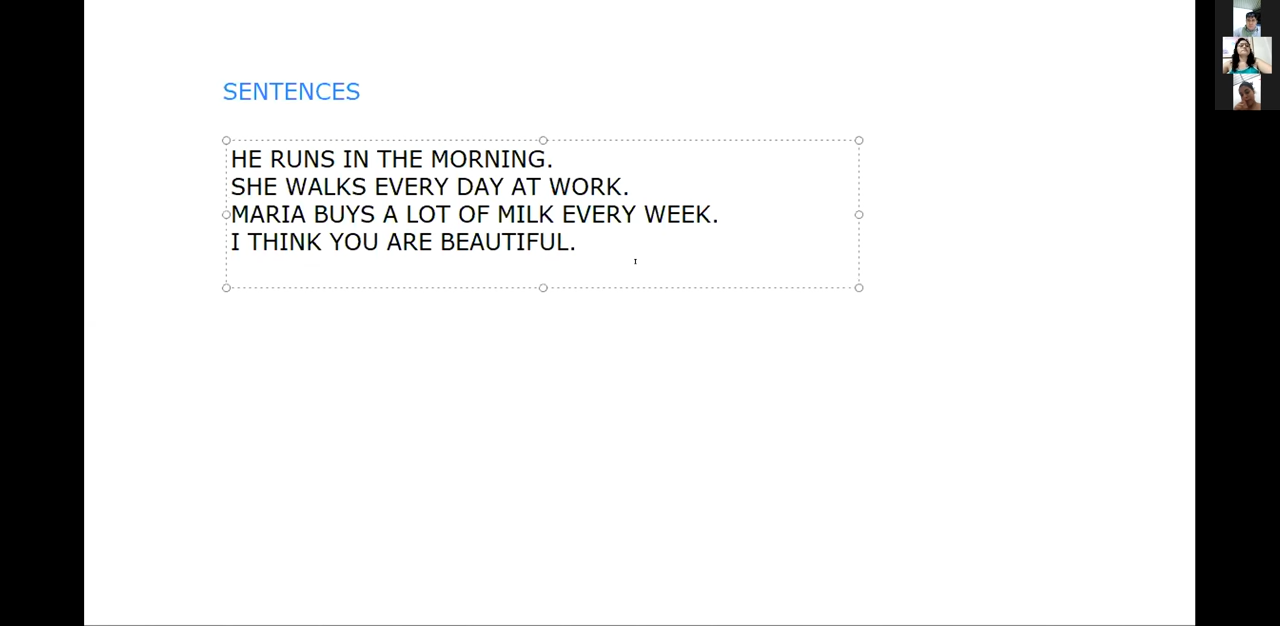 SENTENCES
HE RUNS IN THE MORNING.
SHE WALKS EVERY DAY AT WORK.
MARIA BUYS A LOT OF MILK EVERY WEEK.
I THINK YOU ARE BEAUTIFUL.